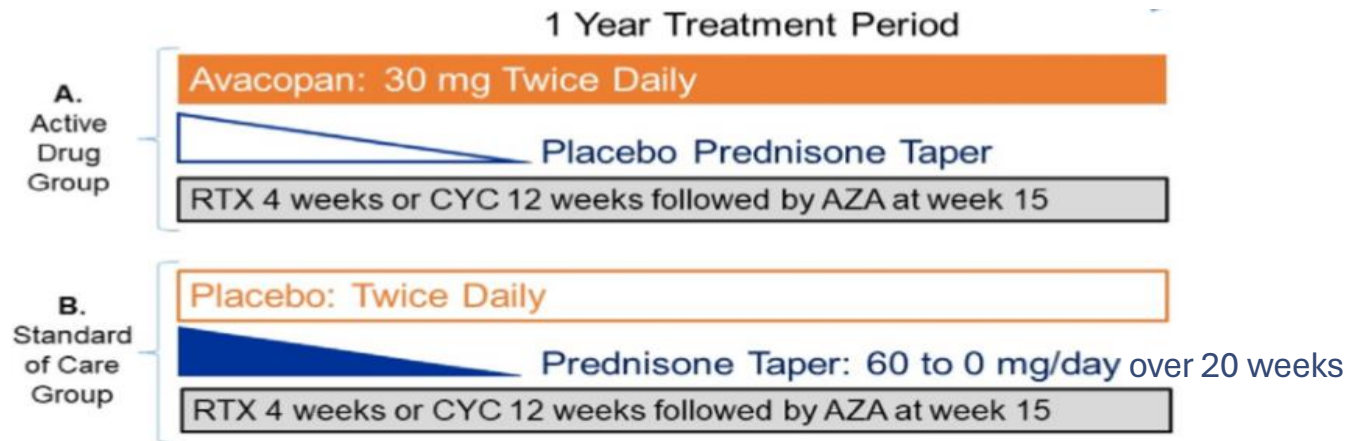 1 Year Treatment Period
A.
Active
Drug
Group
Avacopan: 30 mg Twice Daily
Placebo Prednisone Taper
RTX 4 weeks or CYC 12 weeks followed by AZA at week 15
B.
Standard
of Care
Group
Placebo: Twice Daily
Prednisone Taper: 60 to 0 mg/day over 20 weeks
RTX 4 weeks or CYC 12 weeks followed by AZA at week 15